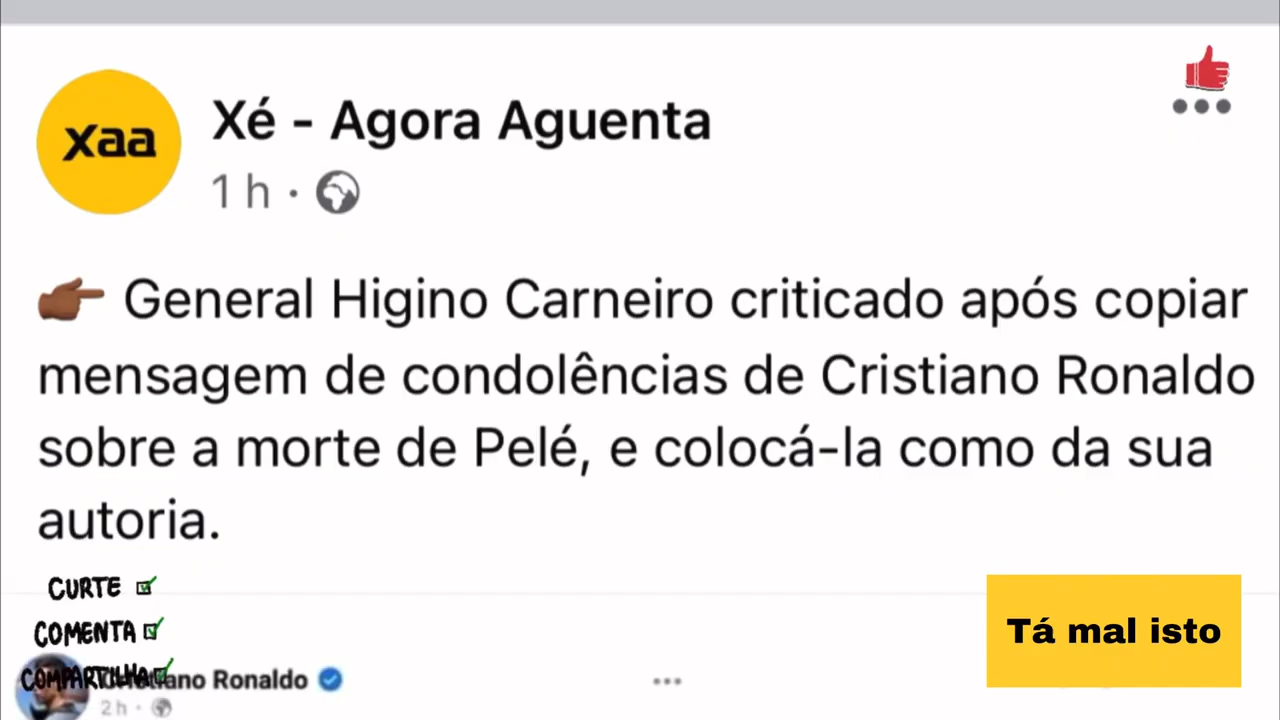 xaa
Xé - Agora Aguenta
1 h ·
General Higino Carneiro criticado após copiar
mensagem de condolências de Cristiano Ronaldo
sobre a morte de Pelé, e colocá-la como da sua
autoria.
CURTE
COMENTA
COMPARTILHA
Tá mal isto
Cristiano Ronaldo
2 h ·